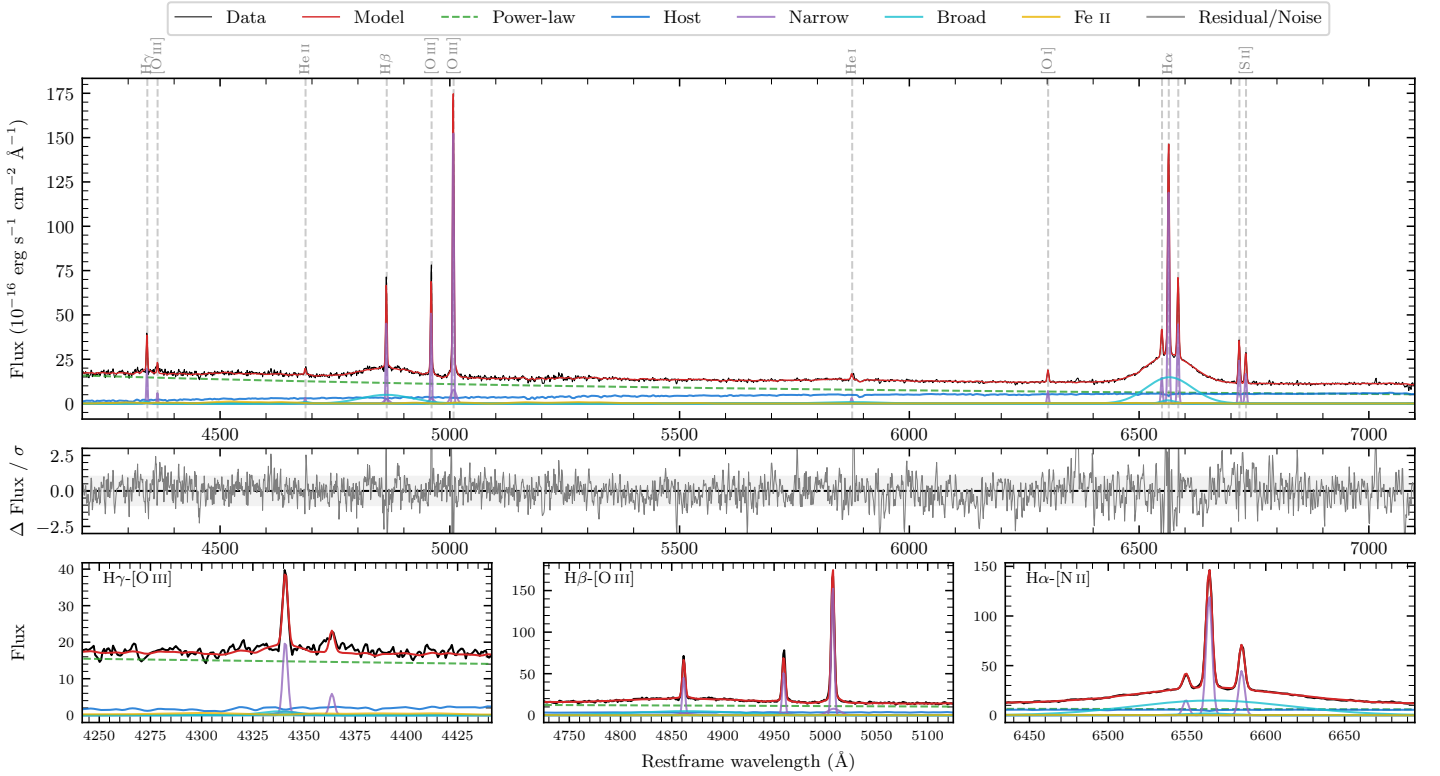 Data Model Power-law Host Narrow Broad Fe II Residual/Noise
Hγ [O III] He II Hβ [O III] [O III] He I [O I] Hα [S II]
Flux (10⁻¹⁶ erg s⁻¹ cm⁻² Å⁻¹)
175
150
125
100
75
50
25
0
4500 5000 5500 6000 6500 7000
Δ Flux / σ
2.5
0.0
−2.5
4500 5000 5500 6000 6500 7000
Flux
Hγ-[O III]
40
30
20
10
0
4250 4275 4300 4325 4350 4375 4400 4425
Hβ-[O III]
150
100
50
0
4750 4800 4850 4900 4950 5000 5050 5100
Hα-[N II]
150
100
50
0
6450 6500 6550 6600 6650
Restframe wavelength (Å)